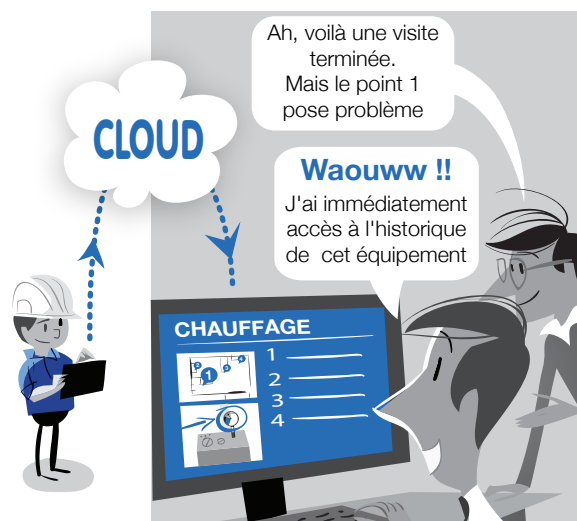 Ah, voilà une visite
terminée.
Mais le point 1
pose problème
CLOUD
Waouww !!
J'ai immédiatement
accès à l'historique
de cet équipement
CHAUFFAGE
1
2
3
4
1